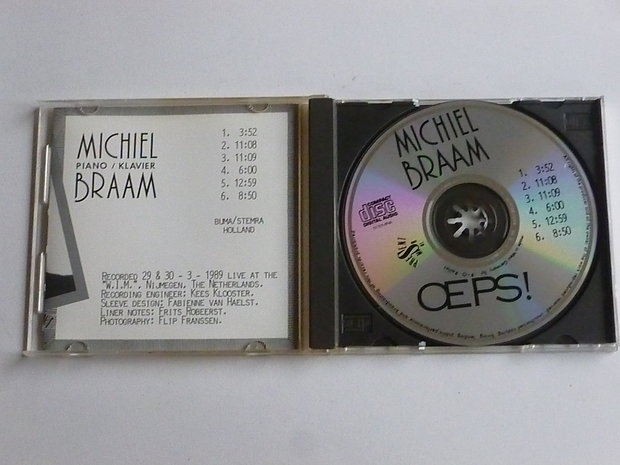 MICHIEL
PIANO / KLAVIER
BRAAM
1. 3:52
2. 11:08
3. 11:09
4. 6:00
5. 12:59
6. 8:50
BUMA/STEMRA
HOLLAND
RECORDED 29 & 30 - 3 - 1989 LIVE AT THE
"W.I.M.", NIJMEGEN, THE NETHERLANDS.
RECORDING ENGINEER: KEES KLOOSTER.
SLEEVE DESIGN: FABIENNE VAN HAELST.
LINER NOTES: FRITS ROBEERST.
PHOTOGRAPHY: FLIP FRANSSEN.
MICHIEL
BRAAM
1. 3:52
2. 11:08
3. 11:09
4. 6:00
5. 12:59
6. 8:50
COMPACT
disc
DIGITAL AUDIO
OEPS!